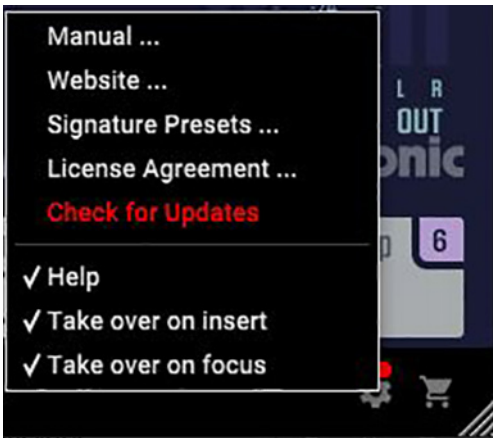 Manual ...
Website ...
Signature Presets ...
License Agreement ...
Check for Updates
✓ Help
✓ Take over on insert
✓ Take over on focus
L R
OUT
onic
6